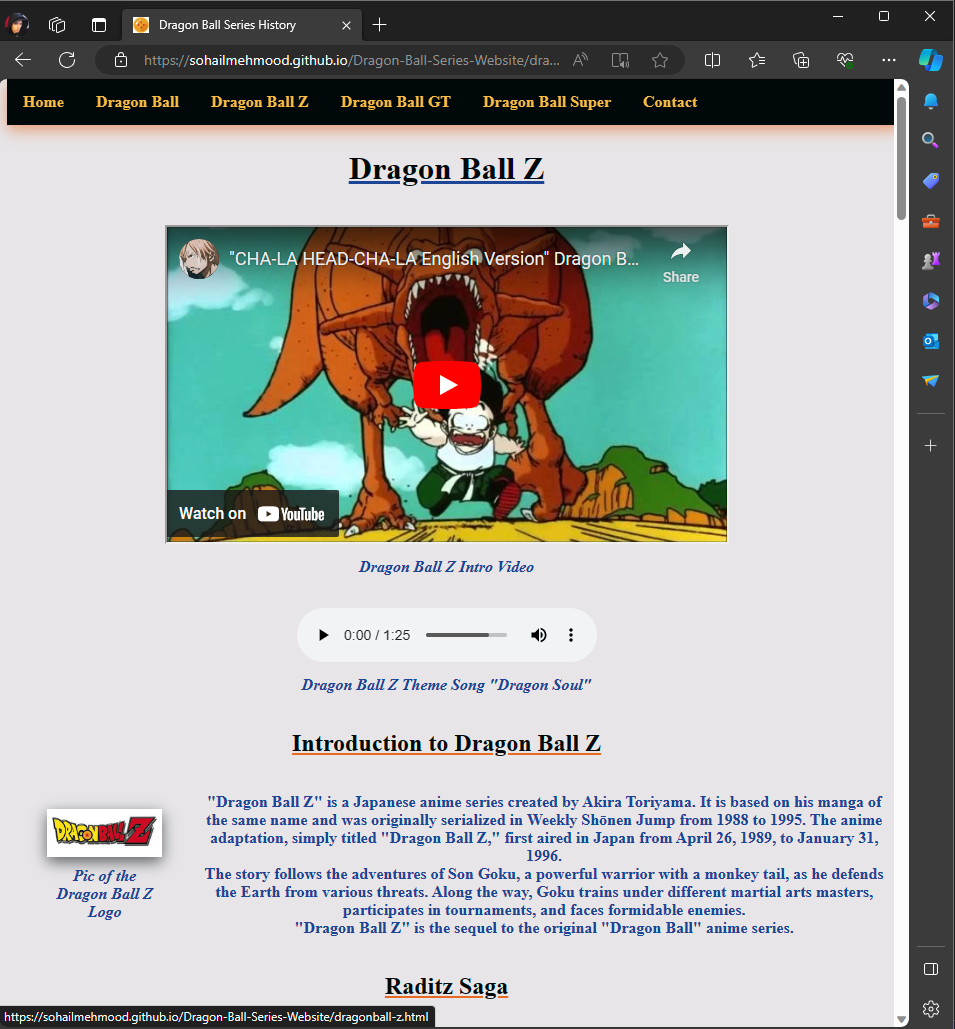 Dragon Ball Series History
https://sohailmehmood.github.io/Dragon-Ball-Series-Website/dra...
Home Dragon Ball Dragon Ball Z Dragon Ball GT Dragon Ball Super Contact
Dragon Ball Z
"CHA-LA HEAD-CHA-LA English Version" Dragon B...
Share
Watch on YouTube
Dragon Ball Z Intro Video
0:00 / 1:25
Dragon Ball Z Theme Song "Dragon Soul"
Introduction to Dragon Ball Z
DRAGONBALL Z
Pic of the
Dragon Ball Z
Logo
"Dragon Ball Z" is a Japanese anime series created by Akira Toriyama. It is based on his manga of
the same name and was originally serialized in Weekly Shōnen Jump from 1988 to 1995. The anime
adaptation, simply titled "Dragon Ball Z," first aired in Japan from April 26, 1989, to January 31,
1996.
The story follows the adventures of Son Goku, a powerful warrior with a monkey tail, as he defends
the Earth from various threats. Along the way, Goku trains under different martial arts masters,
participates in tournaments, and faces formidable enemies.
"Dragon Ball Z" is the sequel to the original "Dragon Ball" anime series.
Raditz Saga
https://sohailmehmood.github.io/Dragon-Ball-Series-Website/dragonball-z.html